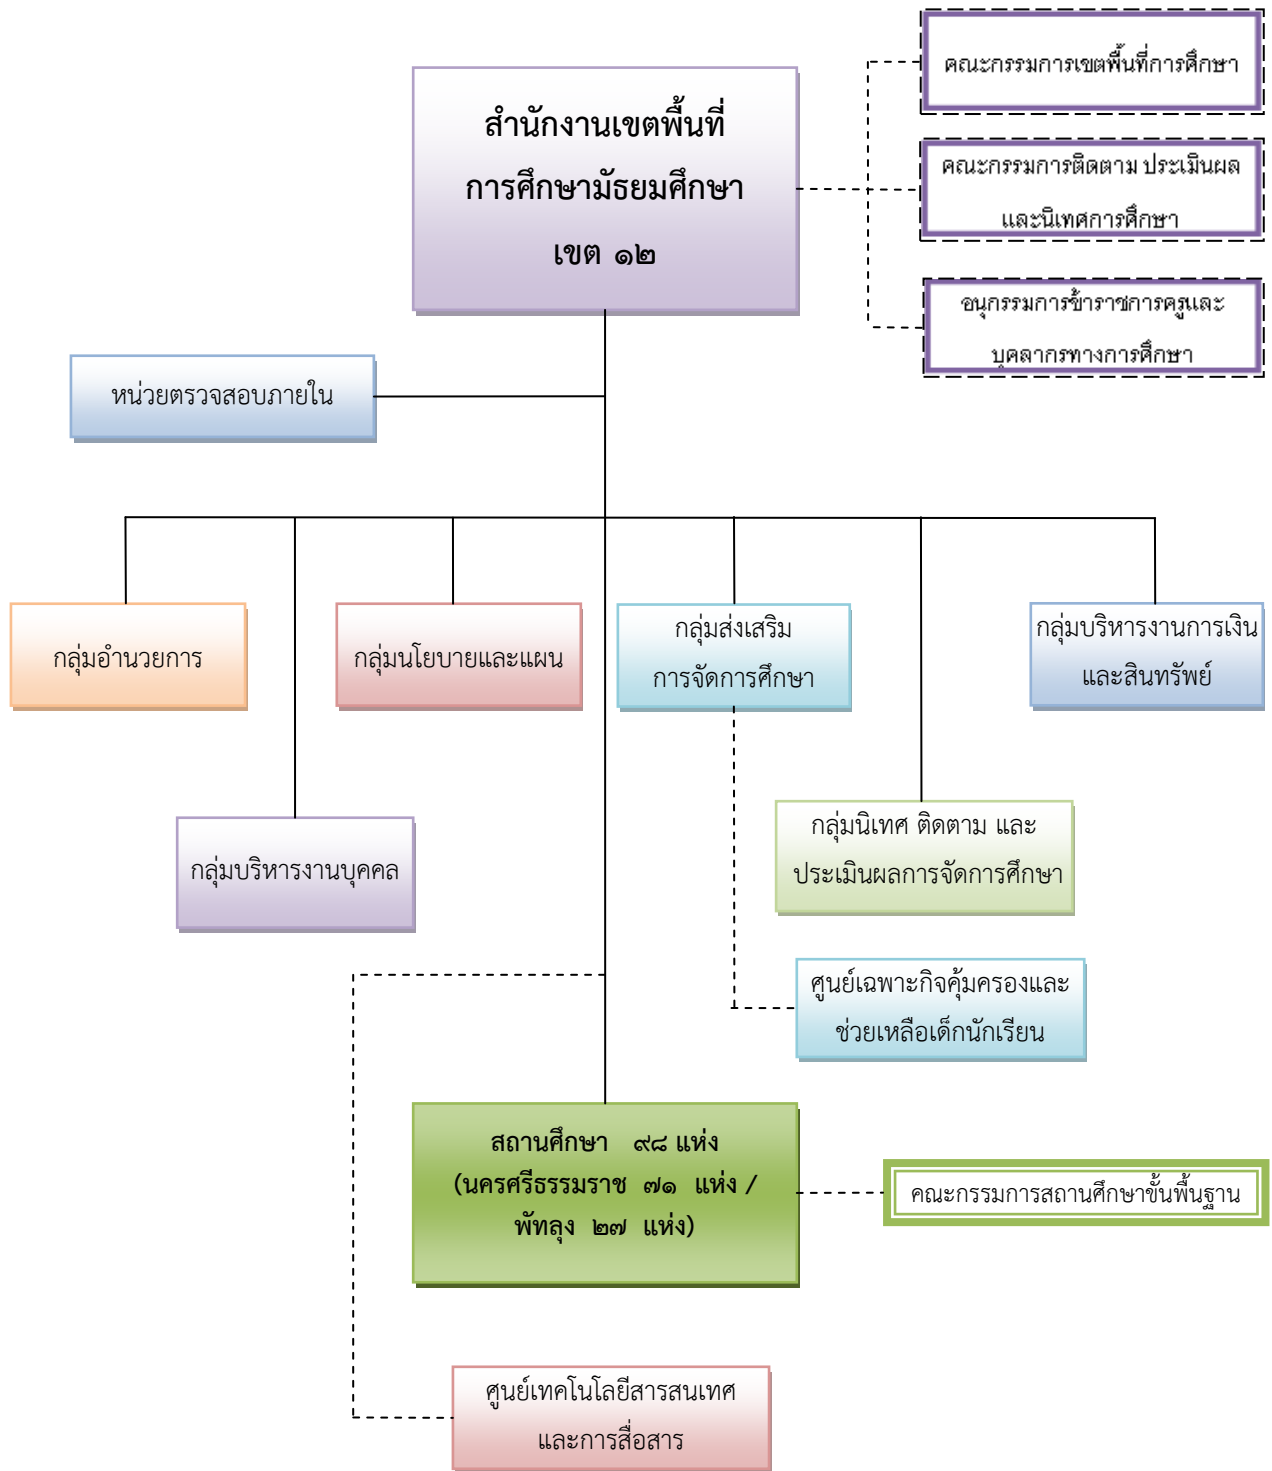 สำนักงานเขตพื้นที่
การศึกษามัธยมศึกษา
เขต ๑๒
คณะกรรมการเขตพื้นที่การศึกษา
คณะกรรมการติดตาม ประเมินผล
และนิเทศการศึกษา
อนุกรรมการข้าราชการครูและ
บุคลากรทางการศึกษา
หน่วยตรวจสอบภายใน
กลุ่มอำนวยการ
กลุ่มนโยบายและแผน
กลุ่มส่งเสริม
การจัดการศึกษา
กลุ่มบริหารงานการเงิน
และสินทรัพย์
กลุ่มบริหารงานบุคคล
กลุ่มนิเทศ ติดตาม และ
ประเมินผลการจัดการศึกษา
ศูนย์เฉพาะกิจคุ้มครองและ
ช่วยเหลือเด็กนักเรียน
สถานศึกษา ๙๘ แห่ง
(นครศรีธรรมราช ๗๑ แห่ง /
พัทลุง ๒๗ แห่ง)
คณะกรรมการสถานศึกษาขั้นพื้นฐาน
ศูนย์เทคโนโลยีสารสนเทศ
และการสื่อสาร